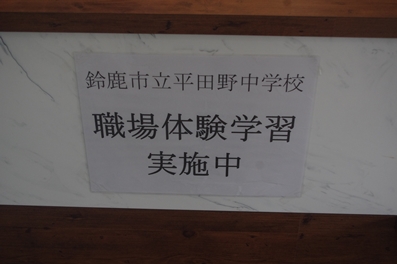 鈴鹿市立平田野中学校
職場体験学習
実施中